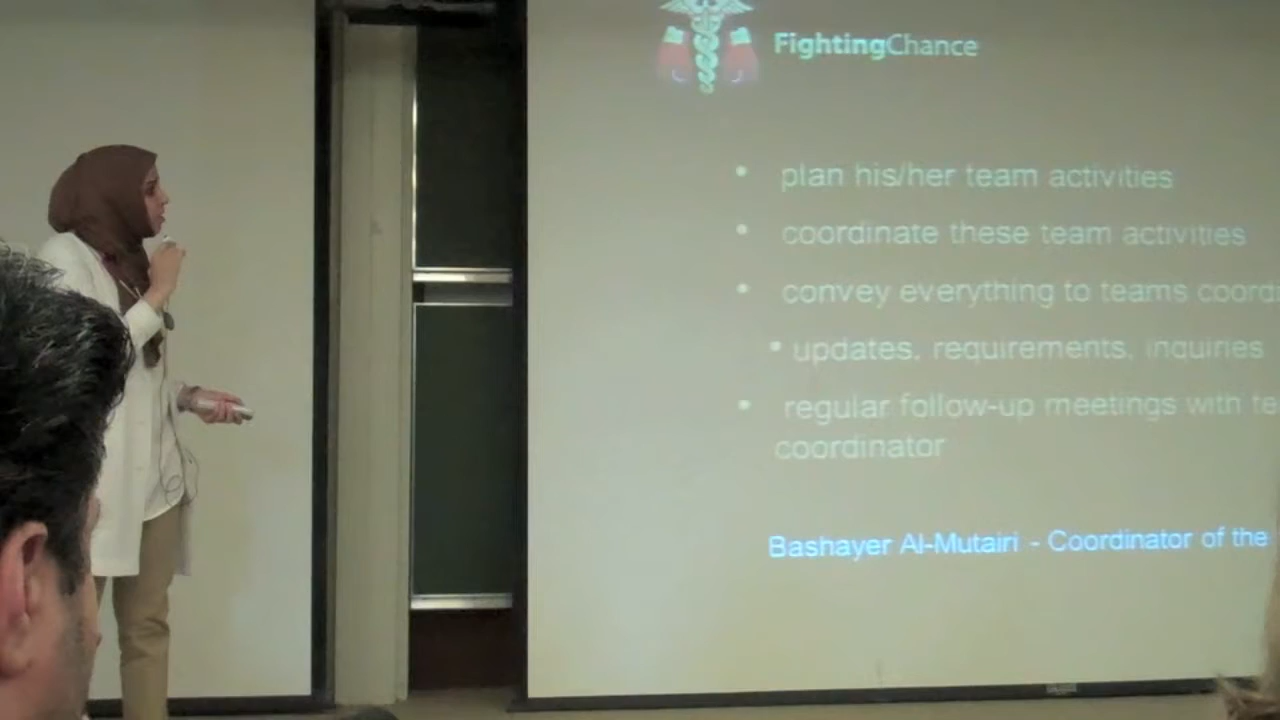 FightingChance
• plan his/her team activities
• coordinate these team activities
• convey everything to teams coord
• updates, requirements, inquiries
• regular follow-up meetings with te
coordinator
Bashayer Al-Mutairi - Coordinator of the